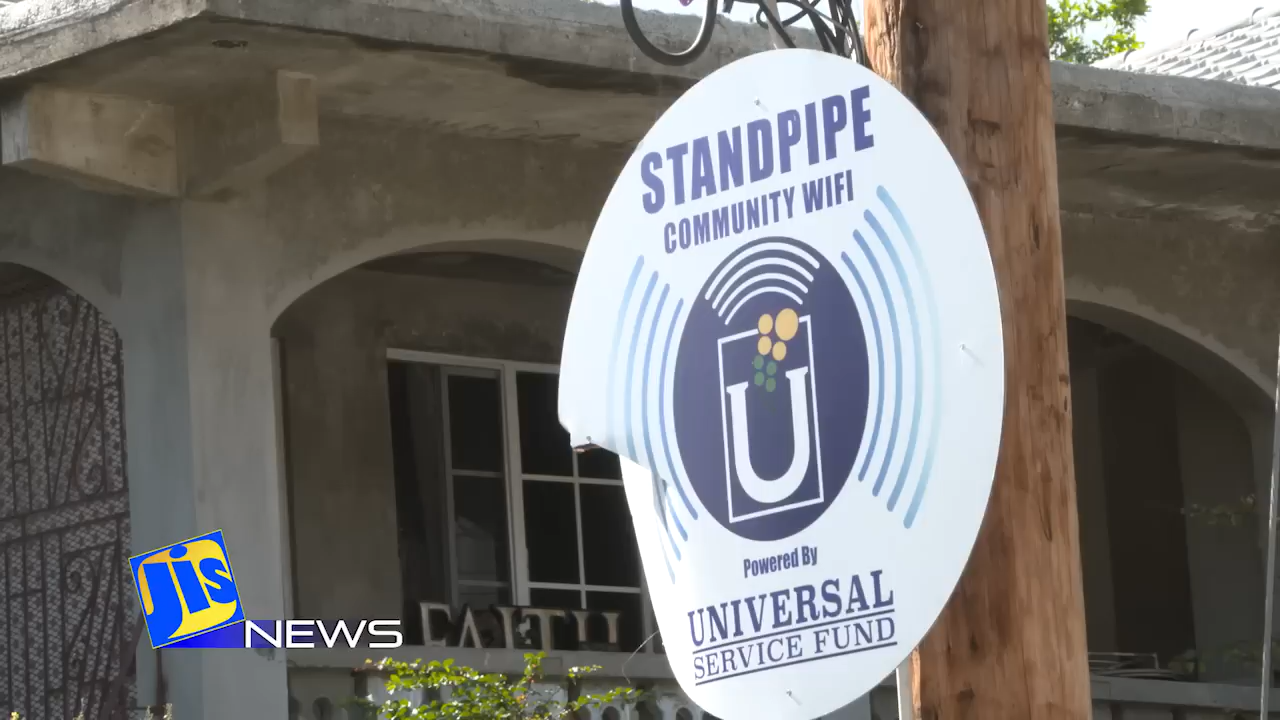 STANDPIPE
COMMUNITY WIFI
U
Powered By
UNIVERSAL
SERVICE FUND
FAITH
JIS NEWS